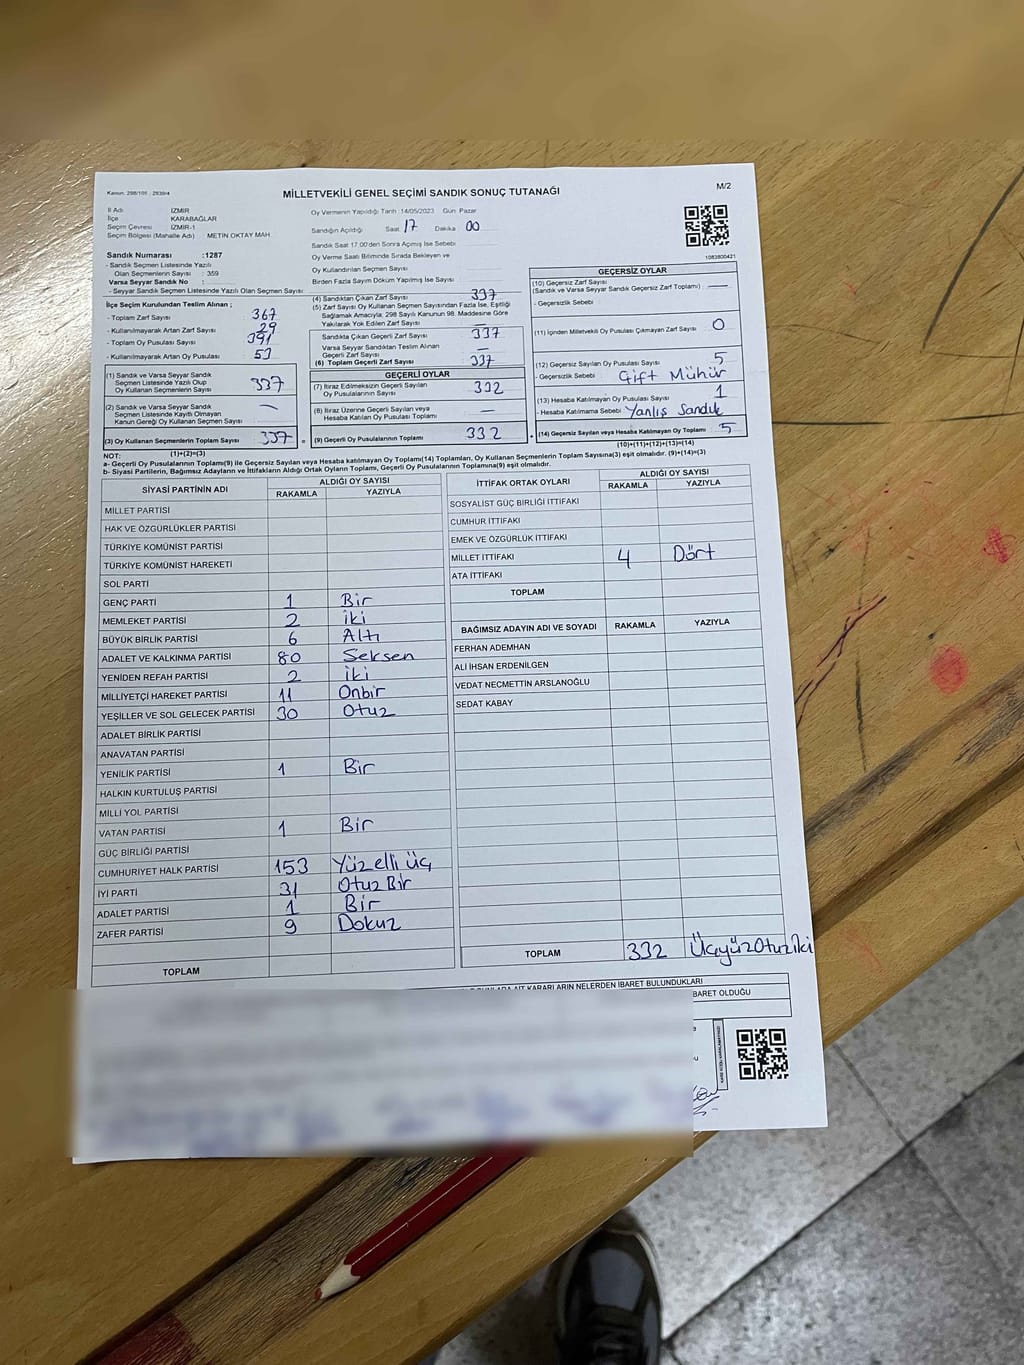 Kanun: 298/105 : 2839/4
MİLLETVEKİLİ GENEL SEÇİMİ SANDIK SONUÇ TUTANAĞI
M/2
İl Adı : İZMİR
İlçe : KARABAĞLAR
Seçim Çevresi : İZMİR-1
Seçim Bölgesi (Mahalle Adı) : METİN OKTAY MAH.
Sandık Numarası :1287
- Sandık Seçmen Listesinde Yazılı
Olan Seçmenlerin Sayısı : 359
Varsa Seyyar Sandık No :
- Seyyar Sandık Seçmen Listesinde Yazılı Olan Seçmen Sayısı:
Oy Vermenin Yapıldığı Tarih :14/05/2023 Gün: Pazar
Sandığın Açıldığı Saat 17 Dakika 00
Sandık Saat 17.00'den Sonra Açmış İse Sebebi
Oy Verme Saati Bitiminde Sırada Bekleyen ve
Oy Kullandırılan Seçmen Sayısı
Birden Fazla Sayım Döküm Yapılmış İse Sayısı
1083800421
İlçe Seçim Kurulundan Teslim Alınan ;
- Toplam Zarf Sayısı 367
- Kullanılmayarak Artan Zarf Sayısı 29
- Toplam Oy Pusulası Sayısı 391
- Kullanılmayarak Artan Oy Pusulası 53
(1) Sandık ve Varsa Seyyar Sandık
Seçmen Listesinde Yazılı Olup
Oy Kullanan Seçmenlerin Sayısı 337
(2) Sandık ve Varsa Seyyar Sandık
Seçmen Listesinde Kayıtlı Olmayan
Kanun Gereği Oy Kullanan Seçmen Sayısı —
(3) Oy Kullanan Seçmenlerin Toplam Sayısı 337
(1)+(2)=(3)
(4) Sandıktan Çıkan Zarf Sayısı 337
(5) Zarf Sayısı Oy Kullanan Seçmen Sayısından Fazla İse, Eşitliği
Sağlamak Amacıyla; 298 Sayılı Kanunun 98. Maddesine Göre
Yakılarak Yok Edilen Zarf Sayısı —
Sandıkta Çıkan Geçerli Zarf Sayısı 337
Varsa Seyyar Sandıktan Teslim Alınan
Geçerli Zarf Sayısı —
(6) Toplam Geçerli Zarf Sayısı 337
GEÇERLİ OYLAR
(7) İtiraz Edilmeksizin Geçerli Sayılan
Oy Pusulalarının Sayısı 332
(8) İtiraz Üzerine Geçerli Sayılan veya
Hesaba Katılan Oy Pusulası Toplamı —
= (9) Geçerli Oy Pusulalarının Toplamı 332
GEÇERSİZ OYLAR
(10) Geçersiz Zarf Sayısı
(Sandık ve Varsa Seyyar Sandık Geçersiz Zarf Toplamı) —
- Geçersizlik Sebebi
(11) İçinden Milletvekili Oy Pusulası Çıkmayan Zarf Sayısı 0
(12) Geçersiz Sayılan Oy Pusulası Sayısı 5
- Geçersizlik Sebebi Çift Mühür
(13) Hesaba Katılmayan Oy Pusulası Sayısı 1
- Hesaba Katılmama Sebebi Yanlış Sandık
+ (14) Geçersiz Sayılan veya Hesaba Katılmayan Oy Toplamı 5
(10)+(11)+(12)+(13)=(14)
NOT:
a- Geçerli Oy Pusulalarının Toplamı(9) ile Geçersiz Sayılan veya Hesaba katılmayan Oy Toplamı(14) Toplamları, Oy Kullanan Seçmenlerin Toplam Sayısına(3) eşit olmalıdır. (9)+(14)=(3)
b- Siyasi Partilerin, Bağımsız Adayların ve İttifakların Aldığı Ortak Oyların Toplamı, Geçerli Oy Pusulalarının Toplamına(9) eşit olmalıdır.
SİYASİ PARTİNİN ADI ALDIĞI OY SAYISI
RAKAMLA YAZIYLA
MİLLET PARTİSİ
HAK VE ÖZGÜRLÜKLER PARTİSİ
TÜRKİYE KOMÜNİST PARTİSİ
TÜRKİYE KOMÜNİST HAREKETİ
SOL PARTİ
GENÇ PARTİ 1 Bir
MEMLEKET PARTİSİ 2 iki
BÜYÜK BİRLİK PARTİSİ 6 Altı
ADALET VE KALKINMA PARTİSİ 80 Seksen
YENİDEN REFAH PARTİSİ 2 iki
MİLLİYETÇİ HAREKET PARTİSİ 11 Onbir
YEŞİLLER VE SOL GELECEK PARTİSİ 30 Otuz
ADALET BİRLİK PARTİSİ
ANAVATAN PARTİSİ
YENİLİK PARTİSİ 1 Bir
HALKIN KURTULUŞ PARTİSİ
MİLLİ YOL PARTİSİ
VATAN PARTİSİ 1 Bir
GÜÇ BİRLİĞİ PARTİSİ
CUMHURİYET HALK PARTİSİ 153 Yüz elli üç
İYİ PARTİ 31 Otuz Bir
ADALET PARTİSİ 1 Bir
ZAFER PARTİSİ 9 Dokuz
TOPLAM
İTTİFAK ORTAK OYLARI ALDIĞI OY SAYISI
RAKAMLA YAZIYLA
SOSYALİST GÜÇ BİRLİĞİ İTTİFAKI
CUMHUR İTTİFAKI
EMEK VE ÖZGÜRLÜK İTTİFAKI
MİLLET İTTİFAKI 4 Dört
ATA İTTİFAKI
TOPLAM
BAĞIMSIZ ADAYIN ADI VE SOYADI RAKAMLA YAZIYLA
FERHAN ADEMHAN
ALİ İHSAN ERDENİLGEN
VEDAT NECMETTİN ARSLANOĞLU
SEDAT KABAY
TOPLAM 332 ÜçyüzOtuziki
AİT KARARLARIN NELERDEN İBARET BULUNDUKLARI
BARET OLDUĞU